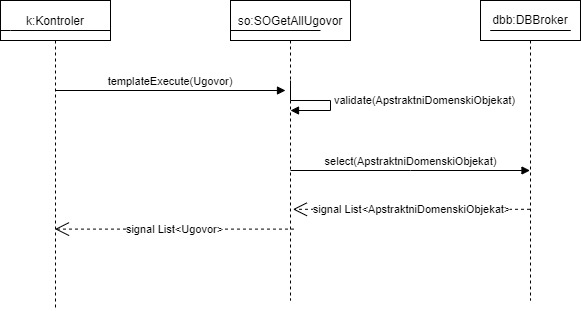 k:Kontroler
so:SOGetAllUgovor
dbb:DBBroker
templateExecute(Ugovor)
validate(ApstraktniDomenskiObjekat)
select(ApstraktniDomenskiObjekat)
signal List<ApstraktniDomenskiObjekat>
signal List<Ugovor>